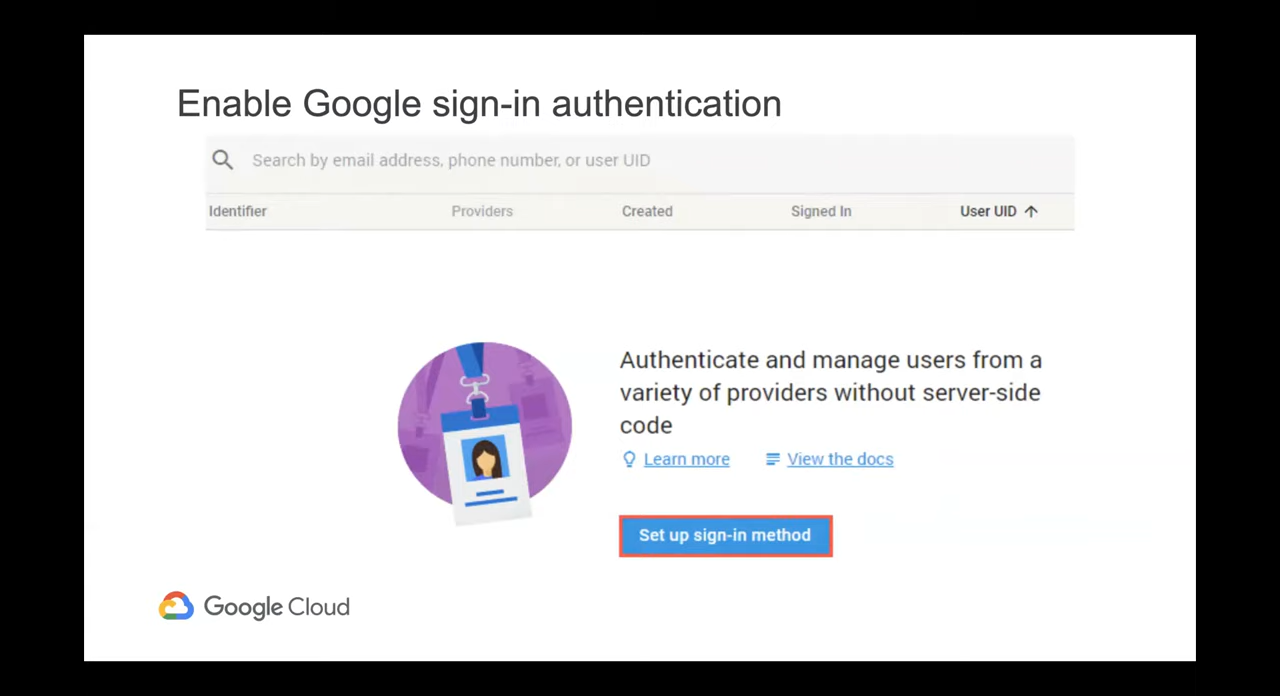 Enable Google sign-in authentication
Search by email address, phone number, or user UID
Identifier Providers Created Signed In User UID
Authenticate and manage users from a
variety of providers without server-side
code
Learn more View the docs
Set up sign-in method
Google Cloud